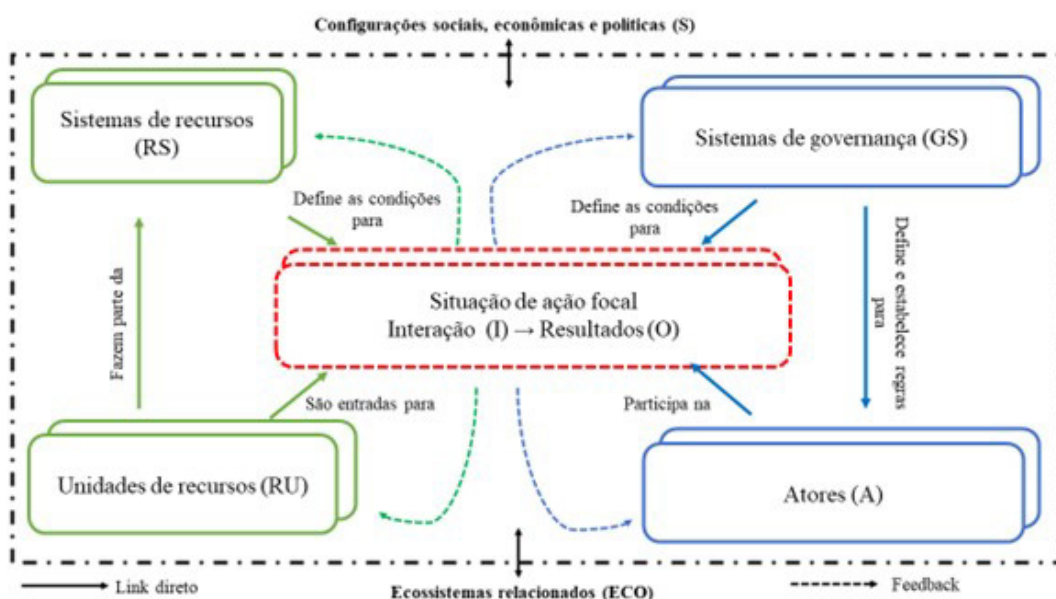 Configurações sociais, econômicas e políticas (S)
Sistemas de recursos
(RS)
Sistemas de governança (GS)
Define as condições
para
Define as condições
para
Fazem parte da
Define e estabelece regras
para
Situação de ação focal
Interação (I) → Resultados (O)
São entradas para
Participa na
Unidades de recursos (RU)
Atores (A)
Link direto
Ecossistemas relacionados (ECO)
Feedback